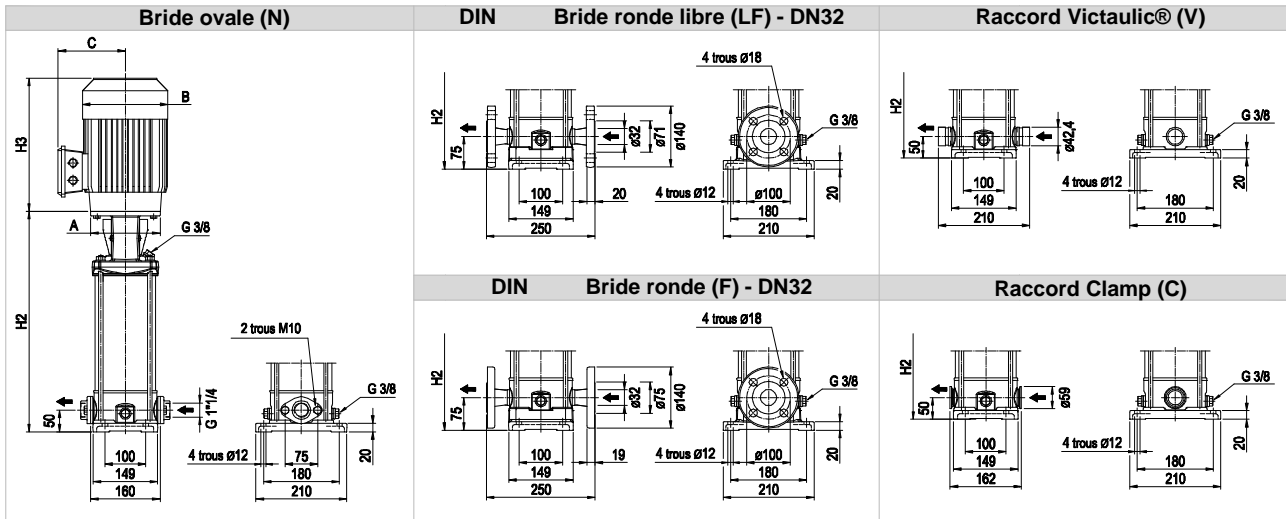 Bride ovale (N)
C
B
H3
A
G 3/8
H2
2 trous M10
50
G 1"1/4
G 3/8
20
100
149
160
4 trous Ø12
75
180
210
DIN Bride ronde libre (LF) - DN32
4 trous Ø18
H2
75
ø32
ø71
ø140
G 3/8
20
100
149
250
20
4 trous Ø12
ø100
180
210
DIN Bride ronde (F) - DN32
4 trous Ø18
H2
75
ø32
ø75
ø140
G 3/8
20
100
149
250
19
4 trous Ø12
ø100
180
210
Raccord Victaulic® (V)
H2
50
ø42,4
G 3/8
20
100
149
210
4 trous Ø12
180
210
Raccord Clamp (C)
H2
50
ø59
G 3/8
20
100
149
162
4 trous Ø12
180
210